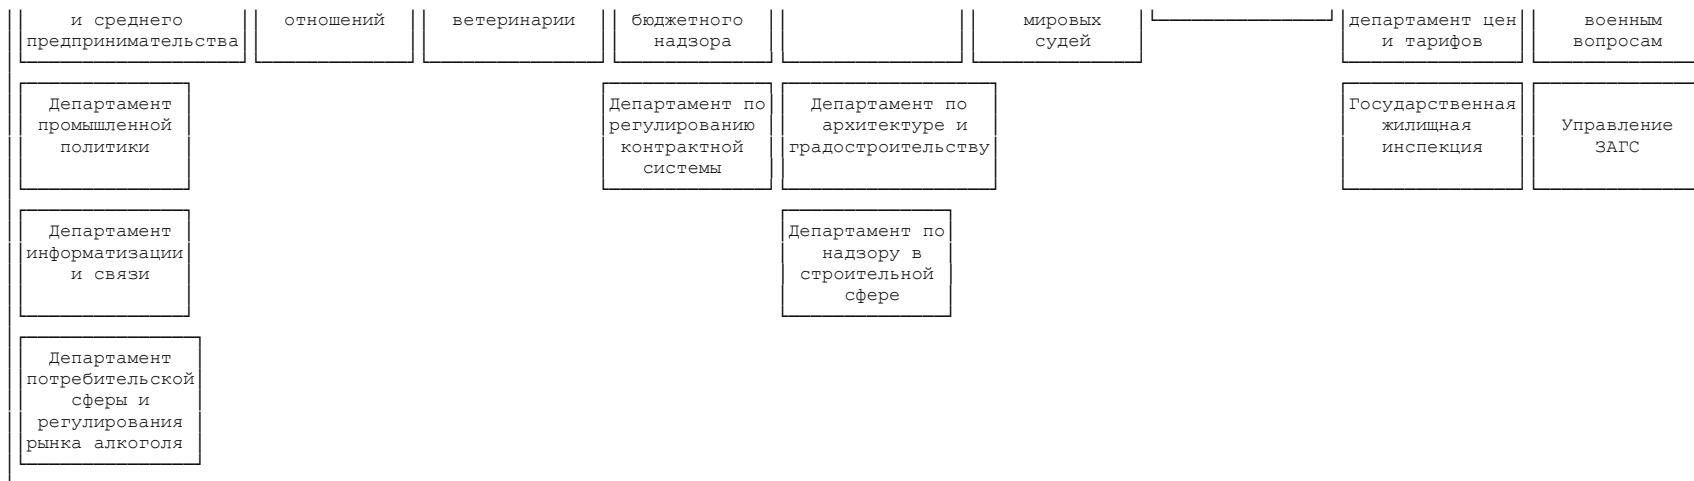 и среднего отношений ветеринарии бюджетного мировых департамент цен военным
предпринимательства надзора судей и тарифов вопросам
Департамент Департамент по Департамент по Государственная
промышленной регулированию архитектуре и жилищная Управление
политики контрактной градостроительству инспекция ЗАГС
системы
Департамент Департамент по
информатизации надзору в
и связи строительной
сфере
Департамент
потребительской
сферы и
регулирования
рынка алкоголя